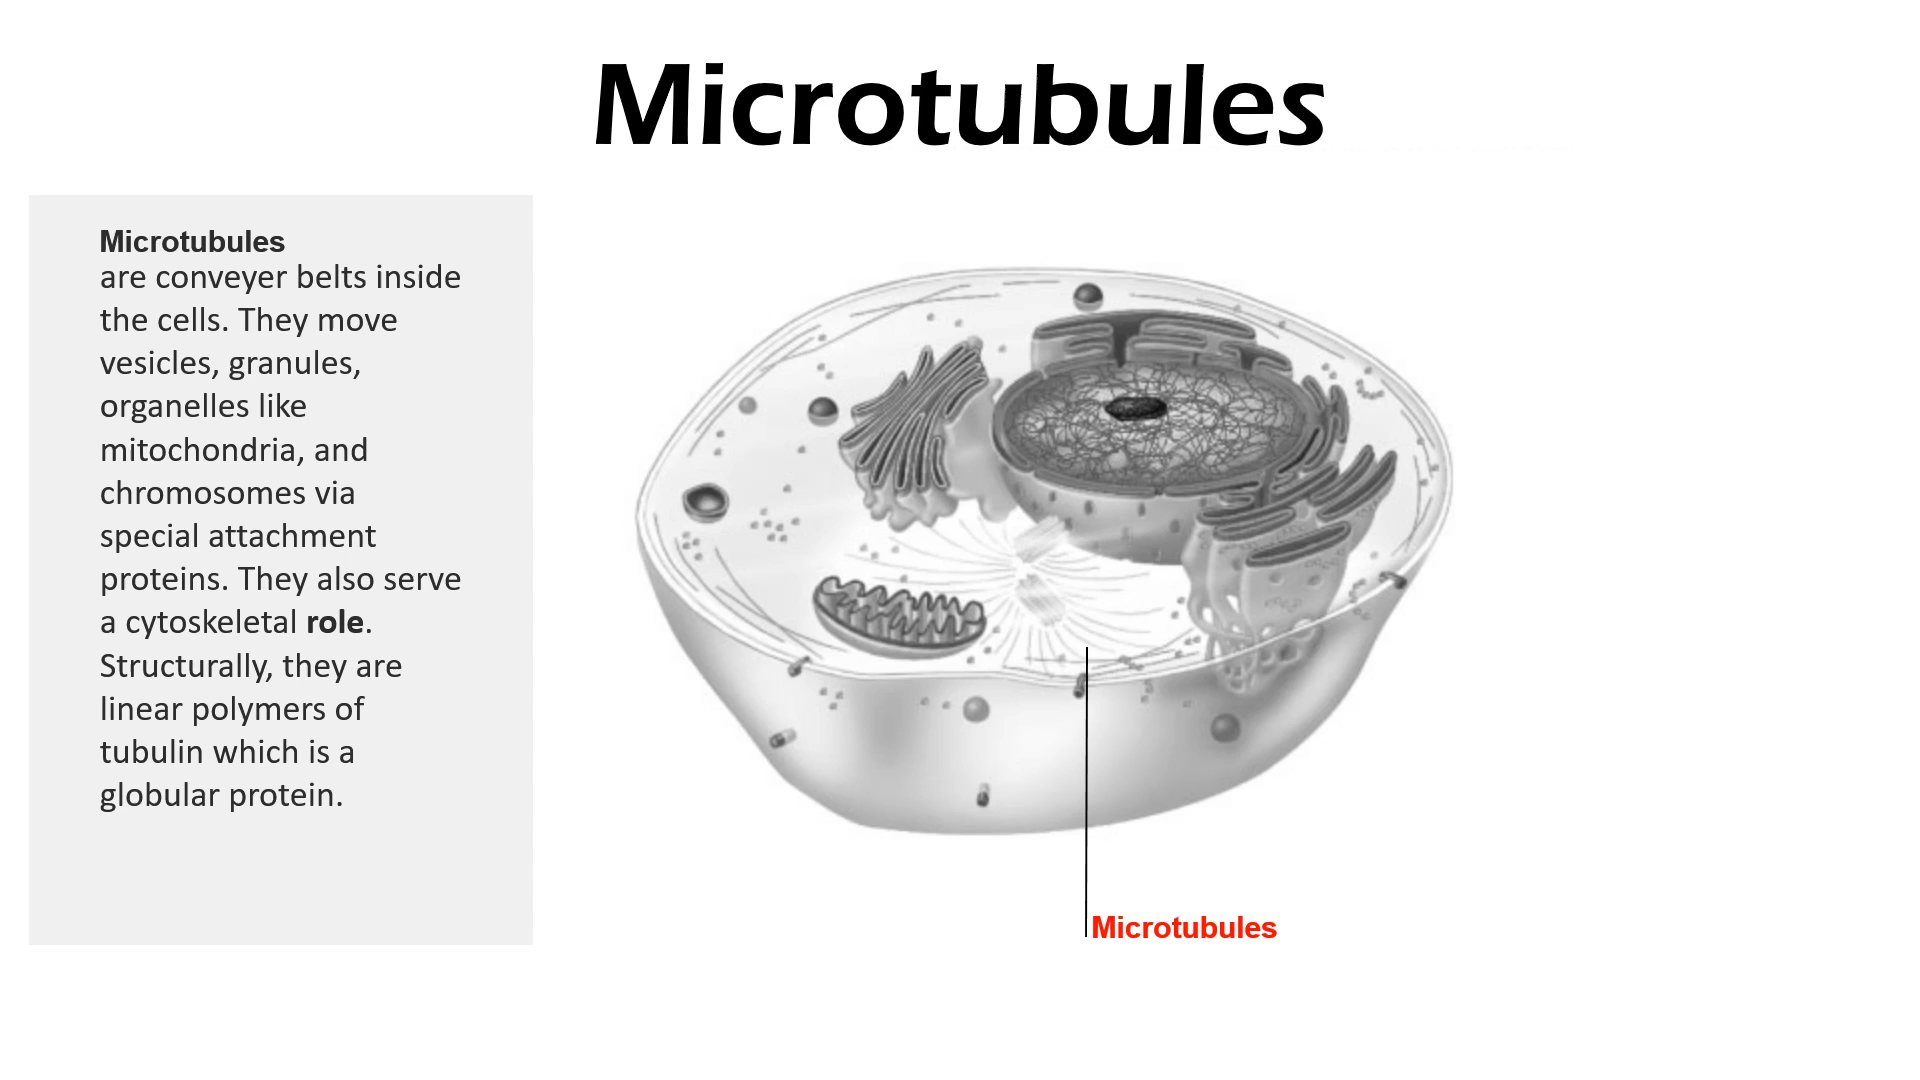 Microtubules
Microtubules
are conveyer belts inside
the cells. They move
vesicles, granules,
organelles like
mitochondria, and
chromosomes via
special attachment
proteins. They also serve
a cytoskeletal role.
Structurally, they are
linear polymers of
tubulin which is a
globular protein.
Microtubules